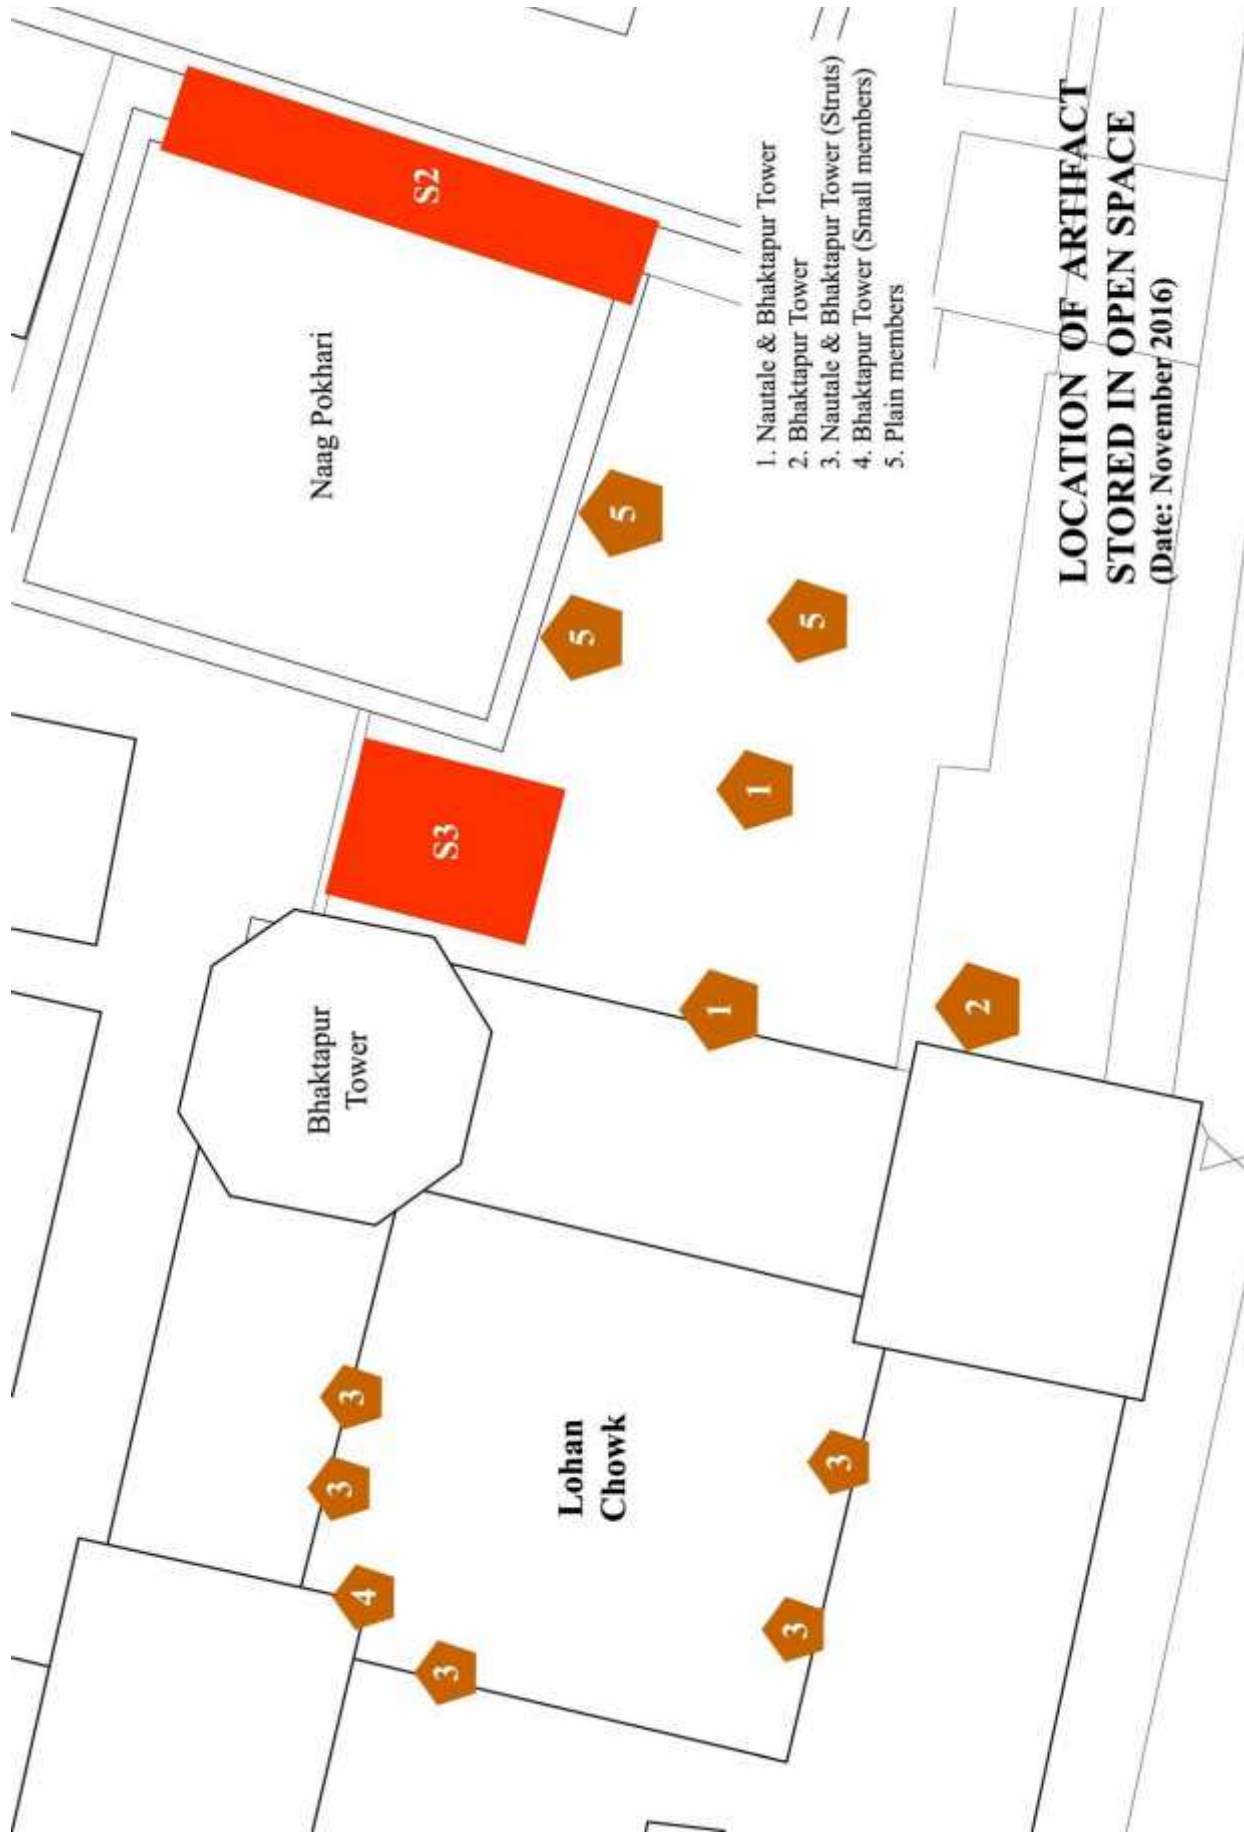 S2
Naag Pokhari
5
5
5
S3
1
1
2
Bhaktapur
Tower
3
3
4
3
Lohan
Chowk
3
3
1. Nautale & Bhaktapur Tower
2. Bhaktapur Tower
3. Nautale & Bhaktapur Tower (Struts)
4. Bhaktapur Tower (Small members)
5. Plain members
LOCATION OF ARTIFACT
STORED IN OPEN SPACE
(Date: November 2016)